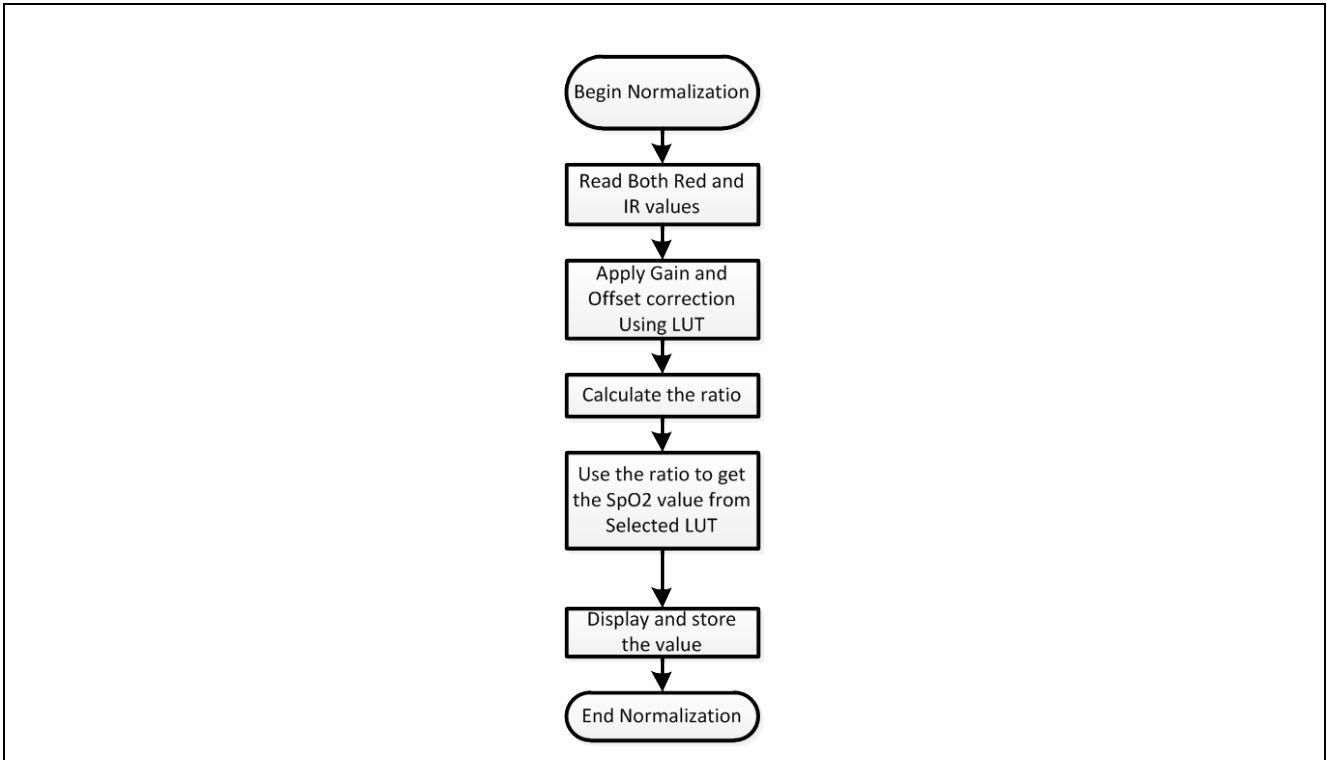 Begin Normalization
Read Both Red and
IR values
Apply Gain and
Offset correction
Using LUT
Calculate the ratio
Use the ratio to get
the SpO2 value from
Selected LUT
Display and store
the value
End Normalization